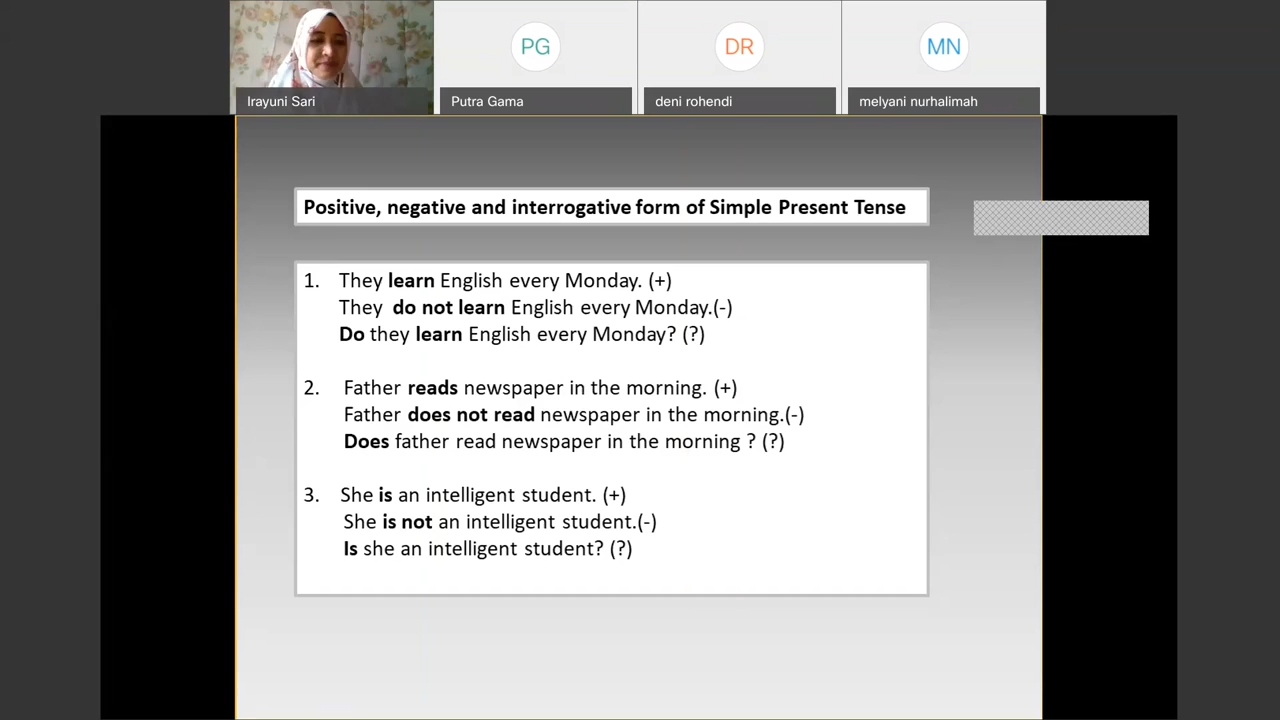 PG
DR
MN
Irayuni Sari
Putra Gama
deni rohendi
melyani nurhalimah
Positive, negative and interrogative form of Simple Present Tense
1. They learn English every Monday. (+)
They do not learn English every Monday.(-)
Do they learn English every Monday? (?)
2. Father reads newspaper in the morning. (+)
Father does not read newspaper in the morning.(-)
Does father read newspaper in the morning ? (?)
3. She is an intelligent student. (+)
She is not an intelligent student.(-)
Is she an intelligent student? (?)